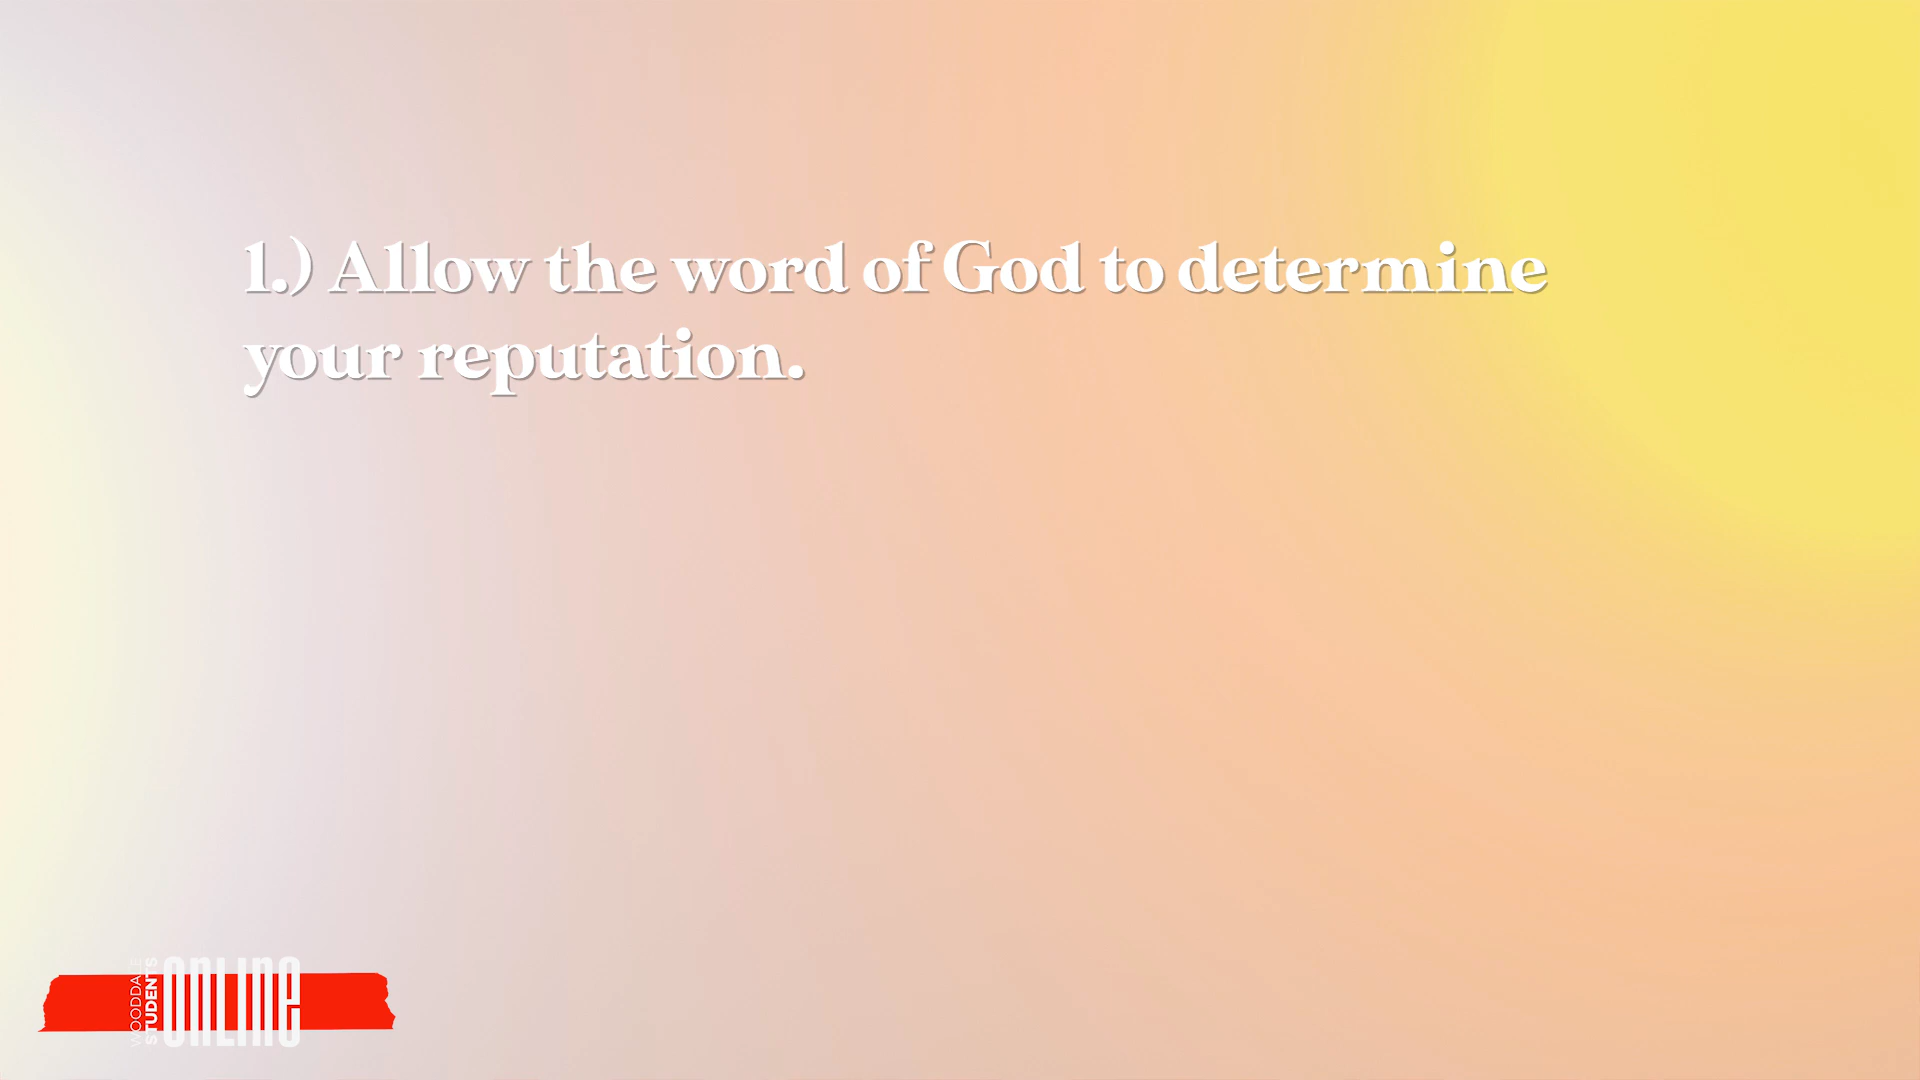 1.) Allow the word of God to determine
your reputation.
WOODDALE
STUDENTS
ONLINE